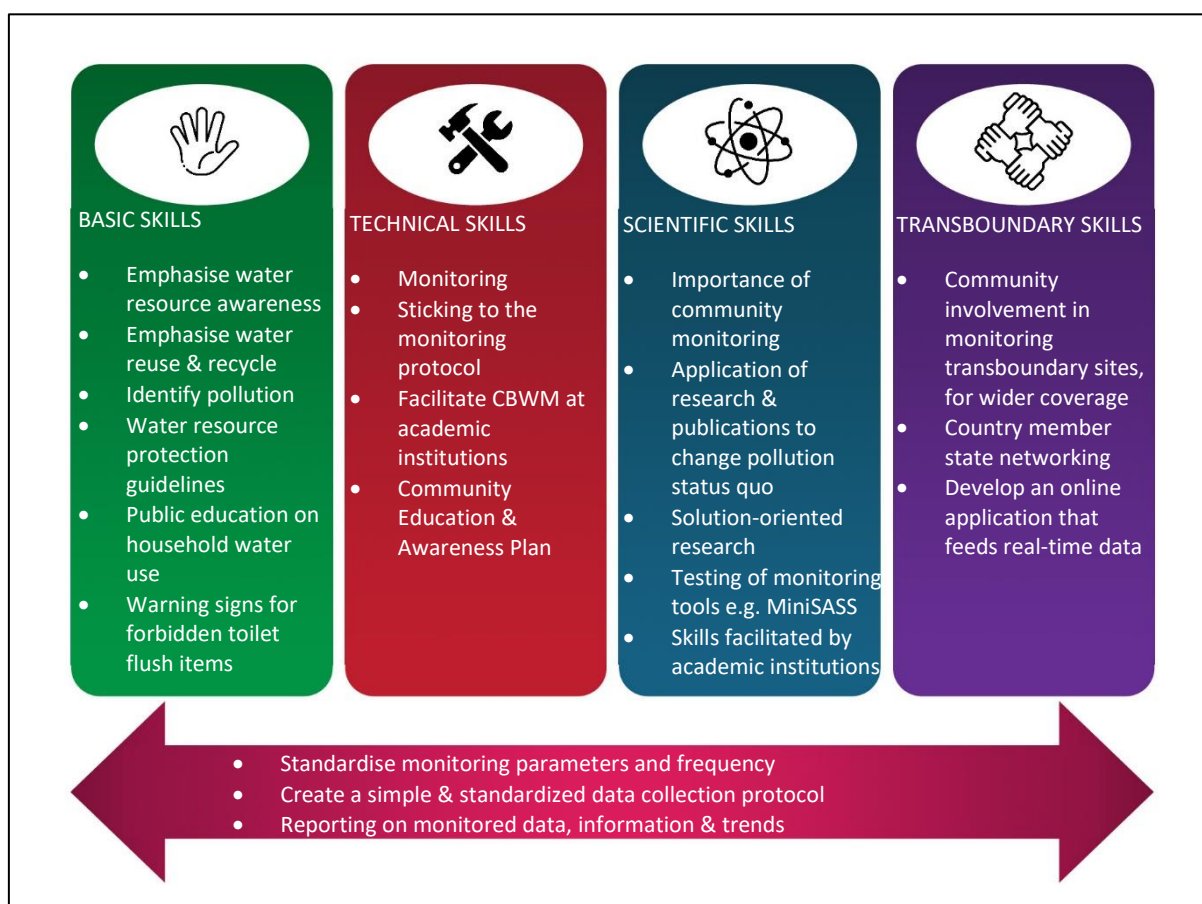 BASIC SKILLS
• Emphasise water
resource awareness
• Emphasise water
reuse & recycle
• Identify pollution
• Water resource
protection
guidelines
• Public education on
household water
use
• Warning signs for
forbidden toilet
flush items
TECHNICAL SKILLS
• Monitoring
• Sticking to the
monitoring
protocol
• Facilitate CBWM at
academic
institutions
• Community
Education &
Awareness Plan
SCIENTIFIC SKILLS
• Importance of
community
monitoring
• Application of
research &
publications to
change pollution
status quo
• Solution-oriented
research
• Testing of monitoring
tools e.g. MiniSASS
• Skills facilitated by
academic institutions
TRANSBOUNDARY SKILLS
• Community
involvement in
monitoring
transboundary sites,
for wider coverage
• Country member
state networking
• Develop an online
application that
feeds real-time data
• Standardise monitoring parameters and frequency
• Create a simple & standardized data collection protocol
• Reporting on monitored data, information & trends